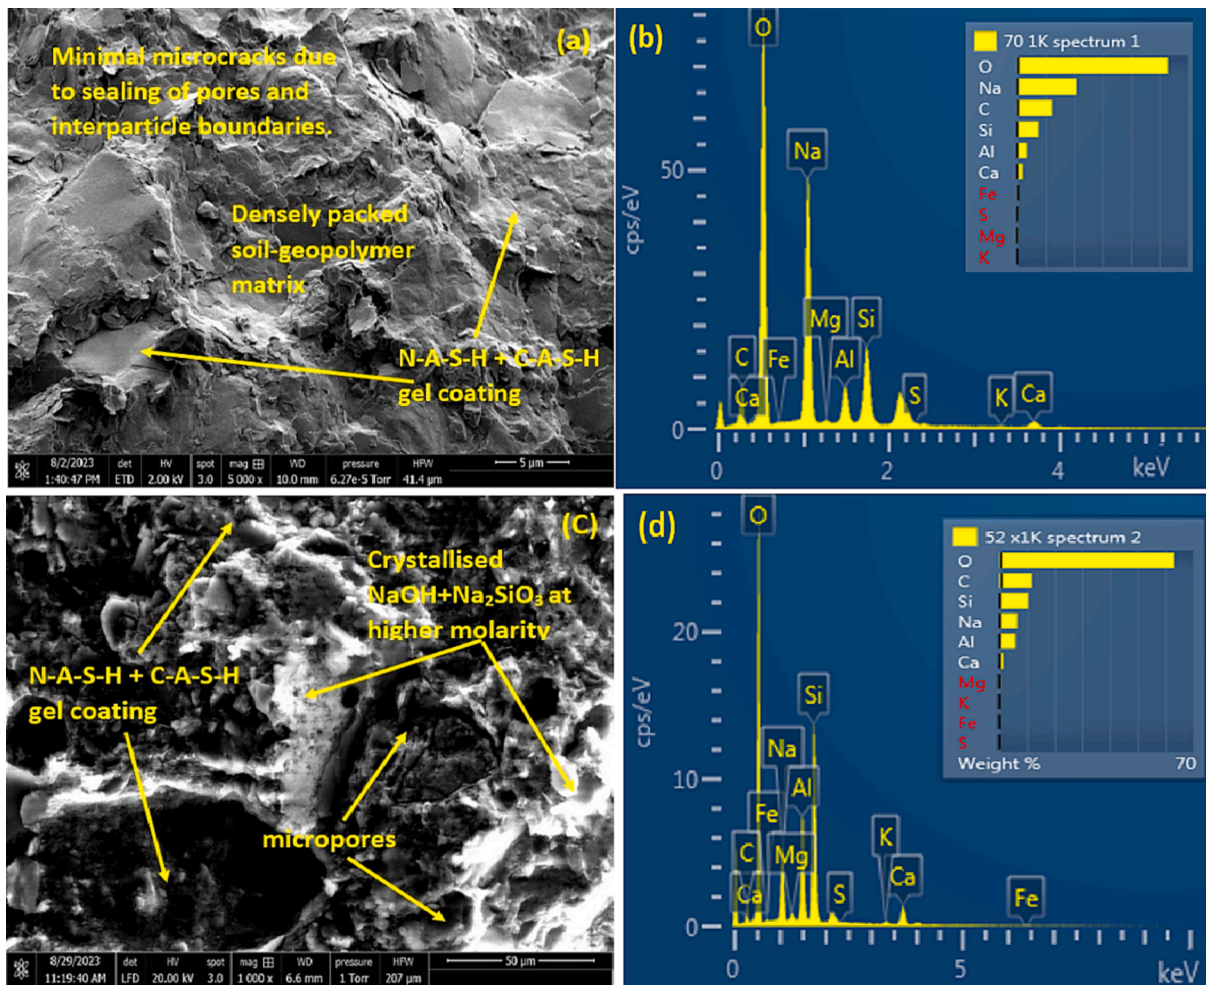 (a)
Minimal microcracks due
to sealing of pores and
interparticle boundaries.
Densely packed
soil-geopolymer
matrix
N-A-S-H + C-A-S-H
gel coating
8/2/2023 det HV spot mag WD pressure HFW 5 µm
1:40:47 PM ETD 2.00 kV 3.0 5 000 x 10.0 mm 6.27e-5 Torr 41.4 µm
(b)
cps/eV
50
0
O
Na
Mg
Si
C
Fe
Al
Ca
S
K
Ca
0 2 4 keV
70 1K spectrum 1
O
Na
C
Si
Al
Ca
Fe
S
Mg
K
(C)
Crystallised
NaOH+Na₂SiO₃ at
higher molarity
N-A-S-H + C-A-S-H
gel coating
micropores
8/29/2023 det HV spot mag WD pressure HFW 50 µm
11:19:40 AM LFD 20.00 kV 3.0 1 000 x 6.6 mm 1 Torr 207 µm
(d)
cps/eV
20
10
0
O
Si
Na
Al
Fe
C
Mg
K
Ca
Ca
S
Fe
0 5 keV
52 x1K spectrum 2
O
C
Si
Na
Al
Ca
Mg
K
Fe
S
Weight % 70